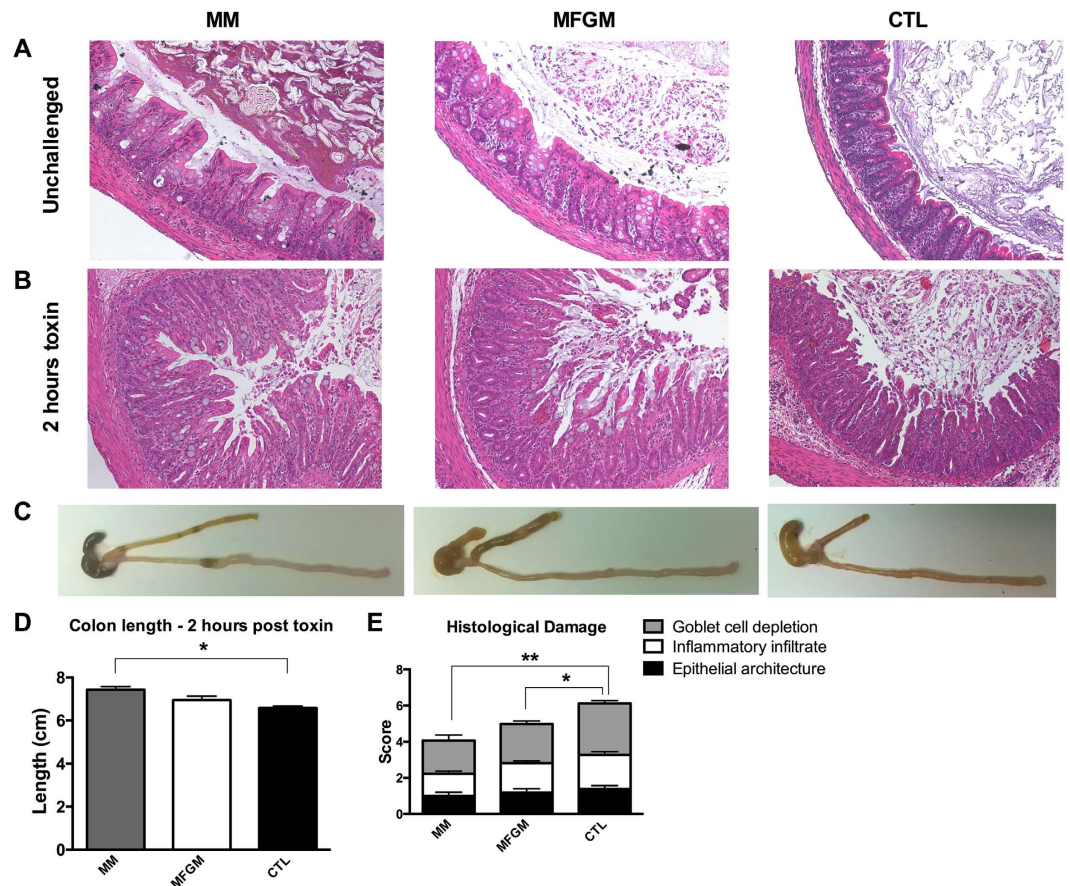 MM MFGM CTL
A
Unchallenged
B
2 hours toxin
C
D
Colon length - 2 hours post toxin
*
8
6
4
2
0
Length (cm)
MM MFGM CTL
E
Histological Damage
Goblet cell depletion
Inflammatory infiltrate
Epithelial architecture
**
*
8
6
4
2
0
Score
MM MFGM CTL